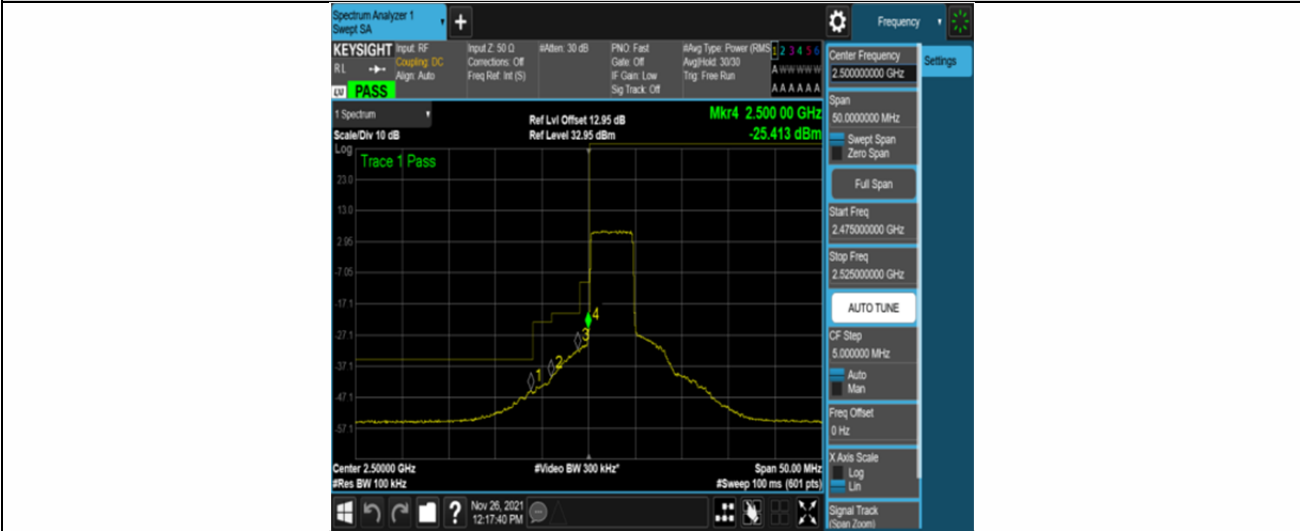 Spectrum Analyzer 1
Swept SA
+
Frequency
KEYSIGHT
RL
PASS
Input: RF
Coupling: DC
Align: Auto
Input Z: 50 Ω
Corrections: Off
Freq Ref: Int (S)
#Atten: 30 dB
PNO: Fast
Gate: Off
IF Gain: Low
Sig Track: Off
#Avg Type: Power (RMS
Avg|Hold: 30/30
Trig: Free Run
1 2 3 4 5 6
A W W W W W
A A A A A A
1 Spectrum
Scale/Div 10 dB
Ref Lvl Offset 12.95 dB
Ref Level 32.95 dBm
Mkr4 2.500 00 GHz
-25.413 dBm
Log
Trace 1 Pass
23.0
13.0
2.95
-7.05
-17.1
-27.1
-37.1
-47.1
-57.1
1
2
3
4
Center 2.50000 GHz
#Res BW 100 kHz
#Video BW 300 kHz*
Span 50.00 MHz
#Sweep 100 ms (601 pts)
?
Nov 26, 2021
12:17:40 PM
Center Frequency
2.500000000 GHz
Settings
Span
50.0000000 MHz
Swept Span
Zero Span
Full Span
Start Freq
2.475000000 GHz
Stop Freq
2.525000000 GHz
AUTO TUNE
CF Step
5.000000 MHz
Auto
Man
Freq Offset
0 Hz
X Axis Scale
Log
Lin
Signal Track
(Span Zoom)